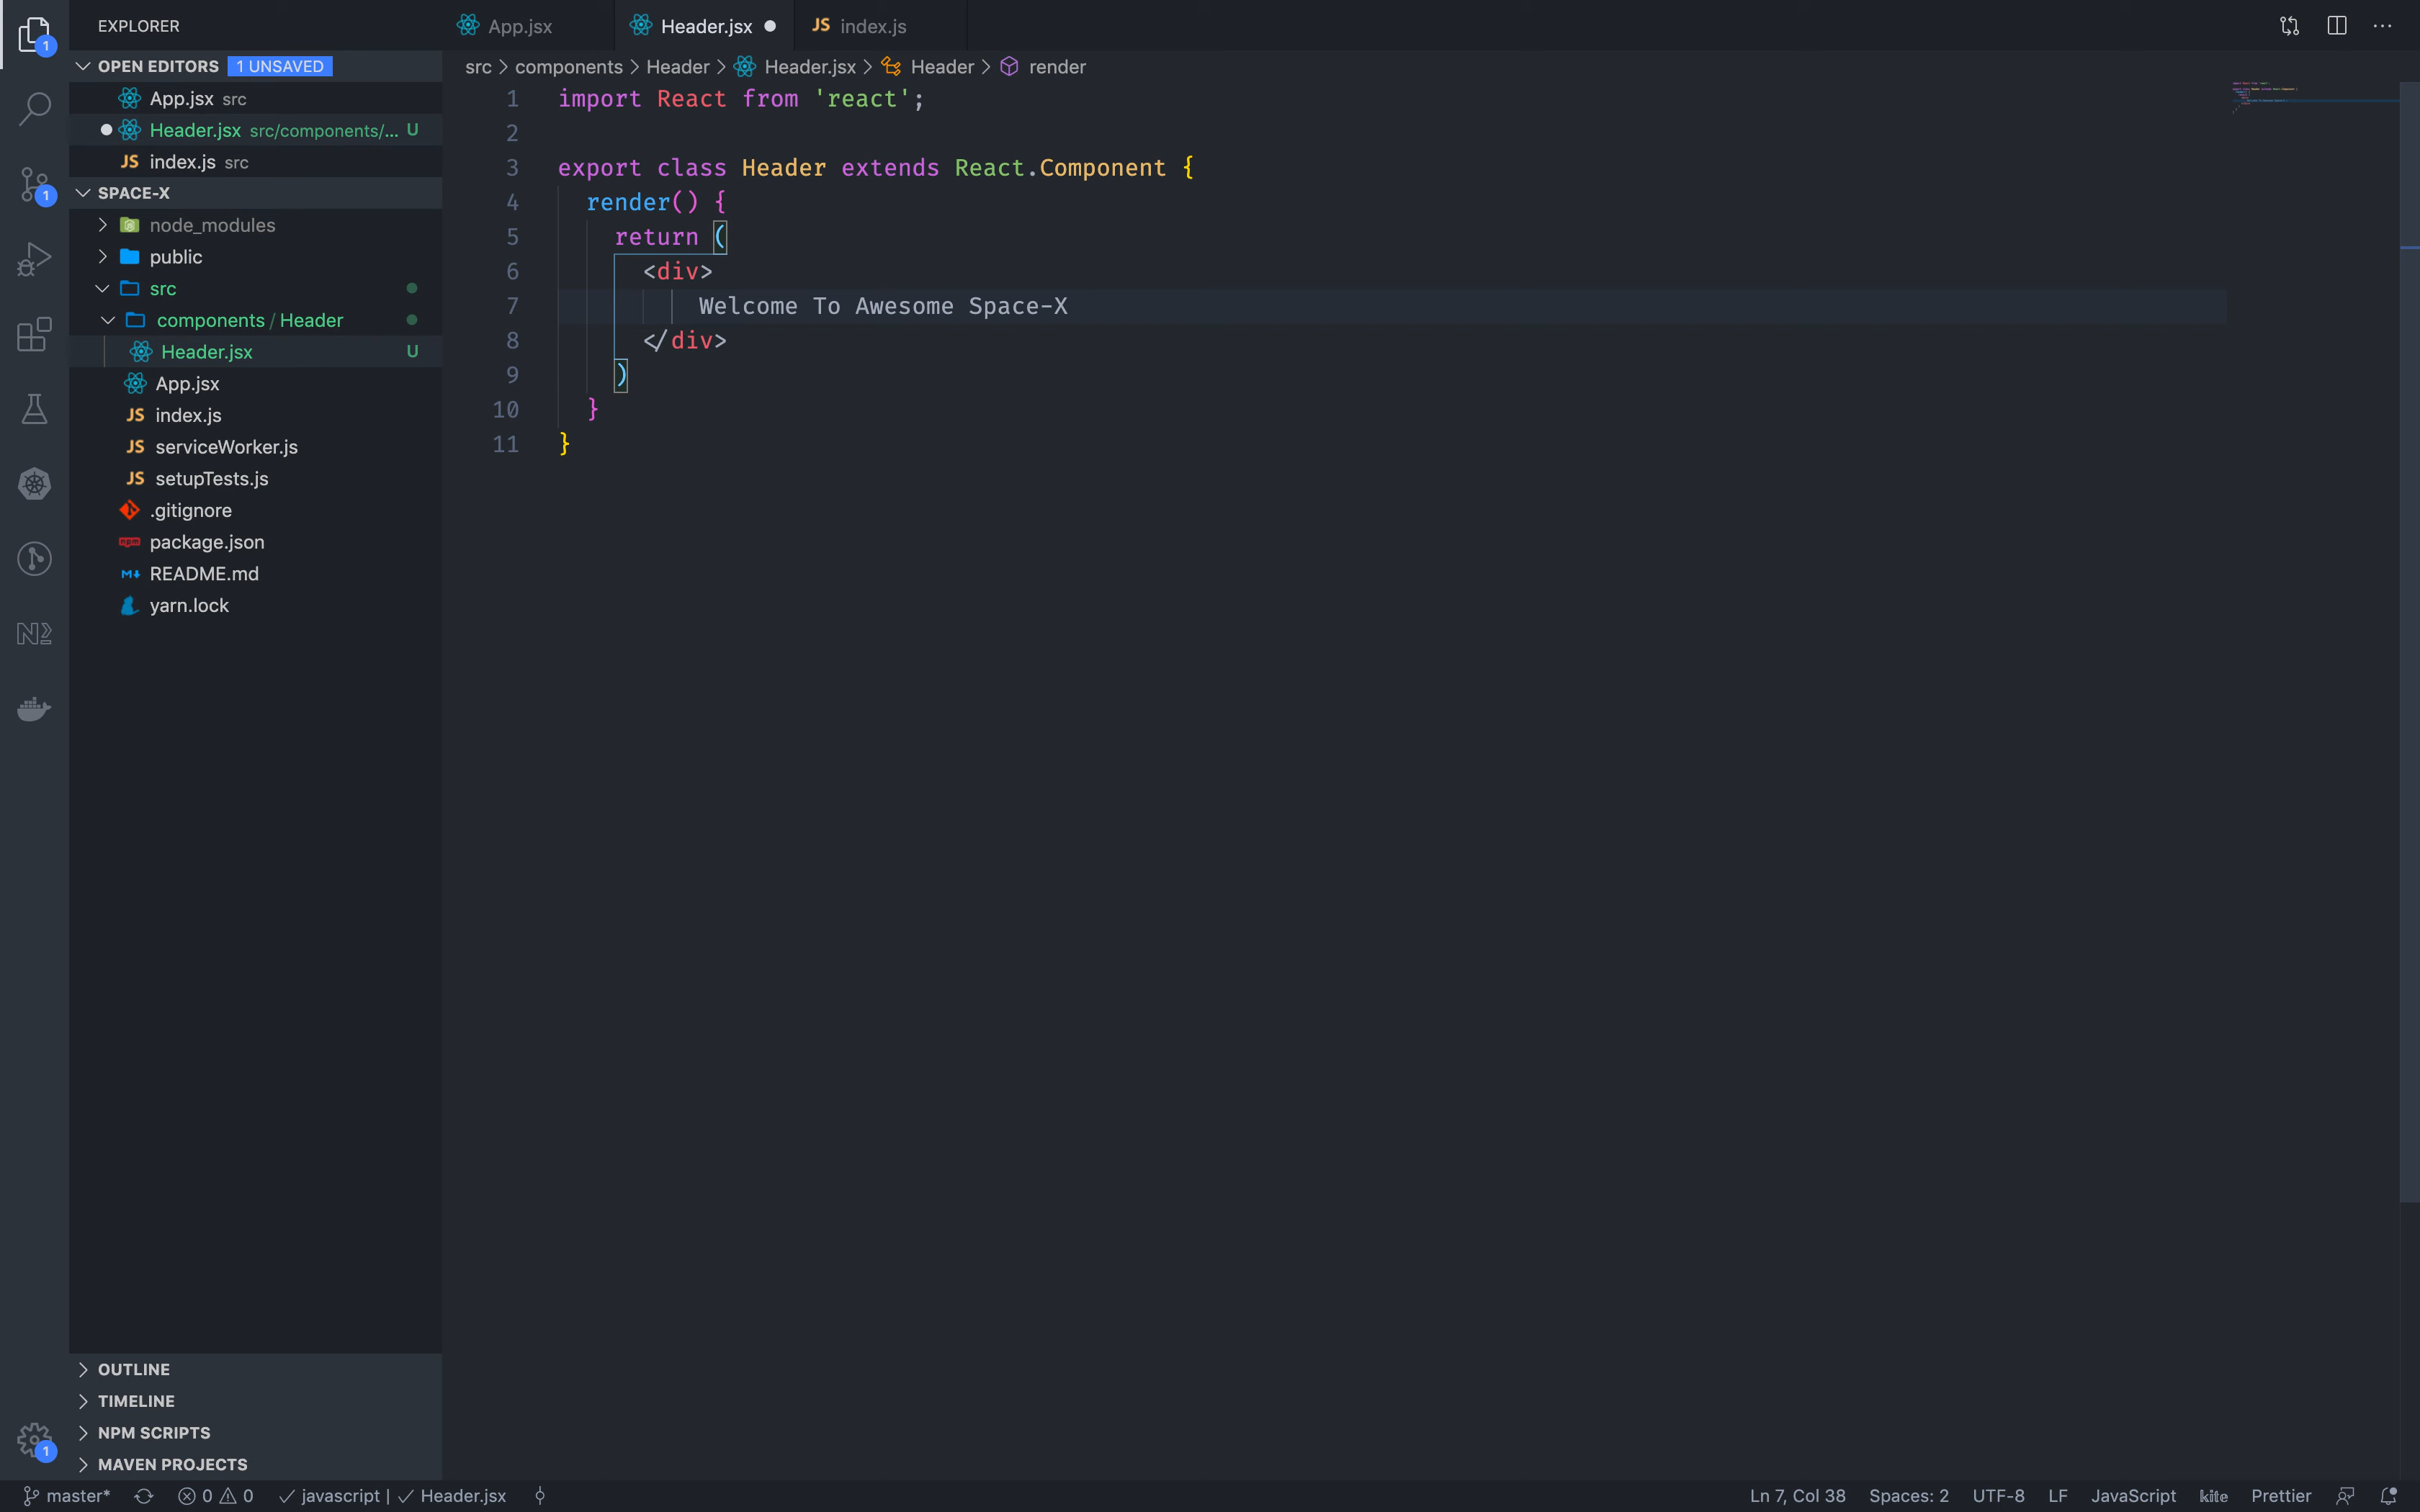 EXPLORER
App.jsx
Header.jsx
JS index.js
1
OPEN EDITORS 1 UNSAVED
App.jsx src
Header.jsx src/components/... U
JS index.js src
1
SPACE-X
node_modules
public
src
components / Header
Header.jsx U
App.jsx
JS index.js
JS serviceWorker.js
JS setupTests.js
.gitignore
npm package.json
M↓ README.md
yarn.lock
src > components > Header > Header.jsx > Header > render
1 import React from 'react';
2
3 export class Header extends React.Component {
4 render() {
5 return (
6 <div>
7 Welcome To Awesome Space-X
8 </div>
9 )
10 }
11 }
OUTLINE
TIMELINE
NPM SCRIPTS
1
MAVEN PROJECTS
master* 0 0 javascript | Header.jsx
Ln 7, Col 38 Spaces: 2 UTF-8 LF JavaScript kite Prettier